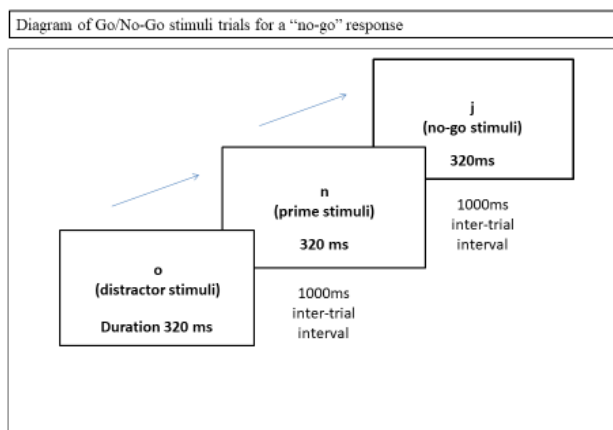 Diagram of Go/No-Go stimuli trials for a “no-go” response
o
(distractor stimuli)
Duration 320 ms
1000ms
inter-trial
interval
n
(prime stimuli)
320 ms
1000ms
inter-trial
interval
j
(no-go stimuli)
320ms